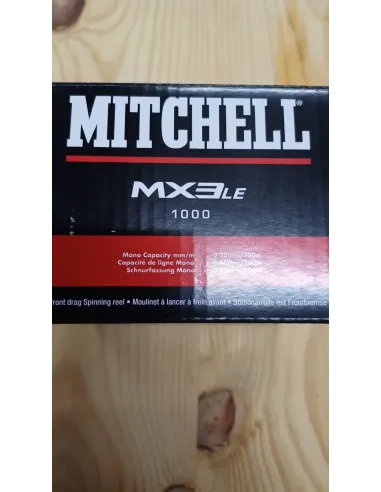 MITCHELL®
MX3LE
1000
Mono Capacity mm/m
Capacité de ligne Mono
Schnurfassung Mono
Front drag Spinning reel • Moulinet à lancer à frein avant • Stationärrolle mit Frontbremse